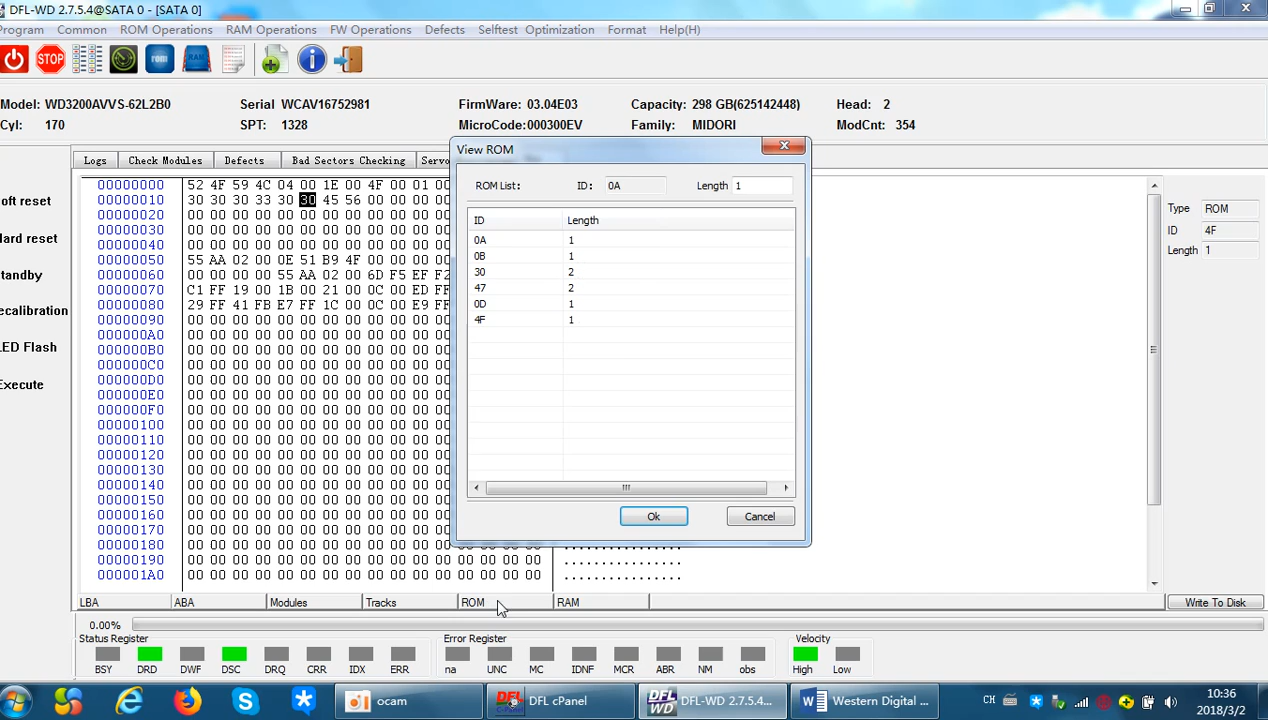 DFL-WD 2.7.5.4@SATA 0 - [SATA 0]
Program Common ROM Operations RAM Operations FW Operations Defects Selftest Optimization Format Help(H)
STOP rom RAM
Model: WD3200AVVS-62L2B0 Serial WCAV16752981 FirmWare: 03.04E03 Capacity: 298 GB(625142448) Head: 2
Cyl: 170 SPT: 1328 MicroCode:000300EV Family: MIDORI ModCnt: 354
Logs Check Modules Defects Bad Sectors Checking Servo
oft reset
ard reset
tandby
ecalibration
ED Flash
xecute
00000000 52 4F 59 4C 04 00 1E 00 4F 00 01 00
00000010 30 30 30 33 30 30 45 56 00 00 00 00
00000020 00 00 00 00 00 00 00 00 00 00 00 00
00000030 00 00 00 00 00 00 00 00 00 00 00 00
00000040 00 00 00 00 00 00 00 00 00 00 00 00
00000050 55 AA 02 00 0E 51 B9 4F 00 00 00 00
00000060 00 00 00 00 55 AA 02 00 6D F5 EF F2
00000070 C1 FF 19 00 1B 00 21 00 0C 00 ED FF
00000080 29 FF 41 FB E7 FF 1C 00 0C 00 E9 FF
00000090 00 00 00 00 00 00 00 00 00 00 00 00
000000A0 00 00 00 00 00 00 00 00 00 00 00 00
000000B0 00 00 00 00 00 00 00 00 00 00 00 00
000000C0 00 00 00 00 00 00 00 00 00 00 00 00
000000D0 00 00 00 00 00 00 00 00 00 00 00 00
000000E0 00 00 00 00 00 00 00 00 00 00 00 00
000000F0 00 00 00 00 00 00 00 00 00 00 00 00
00000100 00 00 00 00 00 00 00 00 00 00 00 00
00000110 00 00 00 00 00 00 00 00 00 00 00 00
00000120 00 00 00 00 00 00 00 00 00 00 00 00
00000130 00 00 00 00 00 00 00 00 00 00 00 00
00000140 00 00 00 00 00 00 00 00 00 00 00 00
00000150 00 00 00 00 00 00 00 00 00 00 00 00
00000160 00 00 00 00 00 00 00 00 00 00 00 00
00000170 00 00 00 00 00 00 00 00 00 00 00 00
00000180 00 00 00 00 00 00 00 00 00 00 00 00 00 00 00 00 ................
00000190 00 00 00 00 00 00 00 00 00 00 00 00 00 00 00 00 ................
000001A0 00 00 00 00 00 00 00 00 00 00 00 00 00 00 00 00 ................
View ROM
ROM List: ID: 0A Length 1
ID Length
0A 1
0B 1
30 2
47 2
0D 1
4F 1
Ok Cancel
Type ROM
ID 4F
Length 1
LBA ABA Modules Tracks ROM RAM Write To Disk
0.00%
Status Register Error Register Velocity
BSY DRD DWF DSC DRQ CRR IDX ERR na UNC MC IDNF MCR ABR NM obs High Low
ocam DFL cPanel DFL WD DFL-WD 2.7.5.4... Western Digital ... CH 10:36
2018/3/2